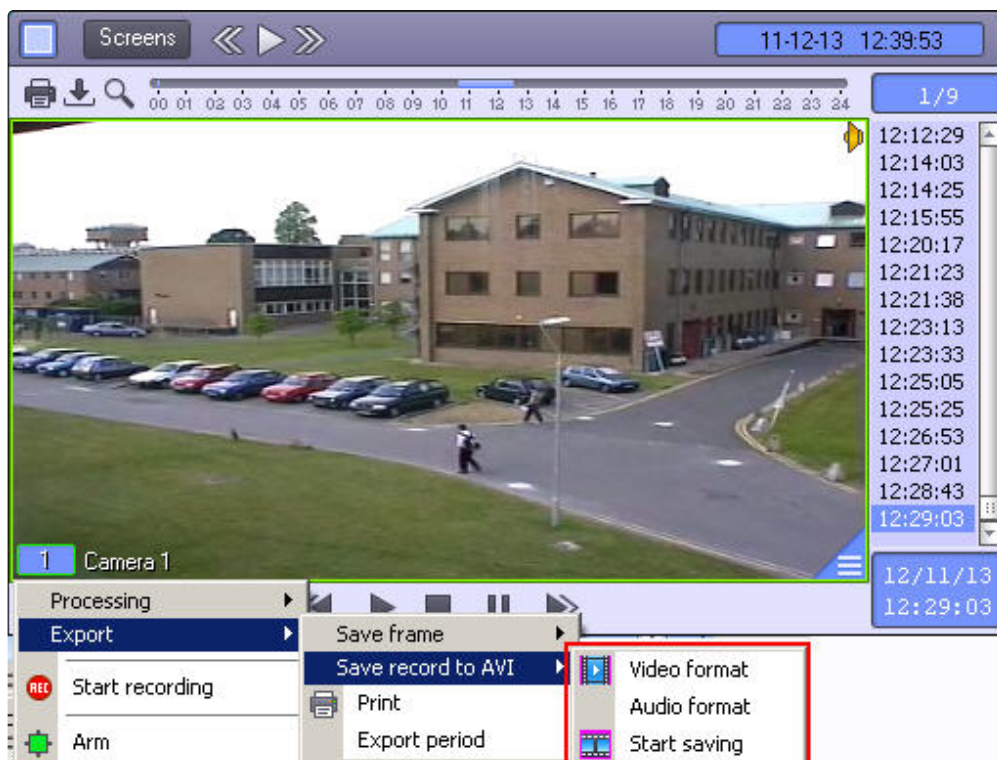 Screens
11-12-13 12:39:53
00 01 02 03 04 05 06 07 08 09 10 11 12 13 14 15 16 17 18 19 20 21 22 23 24
1/9
12:12:29
12:14:03
12:14:25
12:15:55
12:20:17
12:21:23
12:21:38
12:23:13
12:23:33
12:25:05
12:25:25
12:26:53
12:27:01
12:28:43
12:29:03
1 Camera 1
12/11/13
12:29:03
Processing
Export
REC Start recording
Arm
Save frame
Save record to AVI
Print
Export period
Video format
Audio format
Start saving